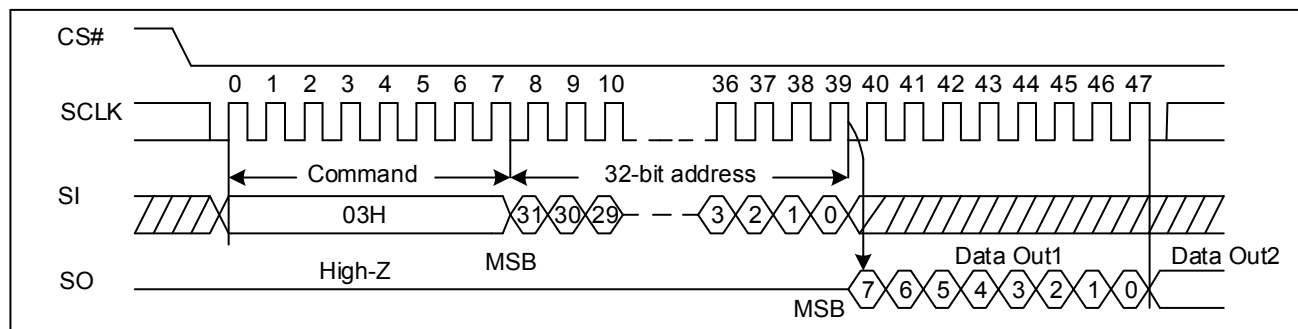 CS#
0 1 2 3 4 5 6 7 8 9 10 36 37 38 39 40 41 42 43 44 45 46 47
SCLK
Command 32-bit address
SI 03H 31 30 29 3 2 1 0
High-Z MSB Data Out1 Data Out2
SO MSB 7 6 5 4 3 2 1 0